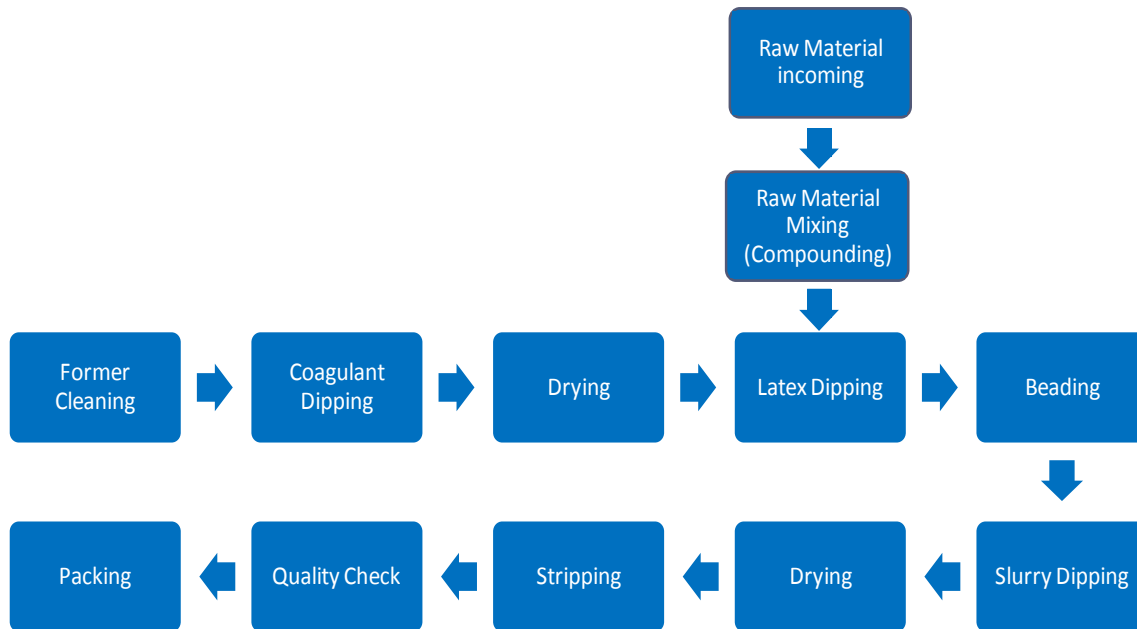 Raw Material
incoming
Raw Material
Mixing
(Compounding)
Former
Cleaning
Coagulant
Dipping
Drying
Latex Dipping
Beading
Packing
Quality Check
Stripping
Drying
Slurry Dipping